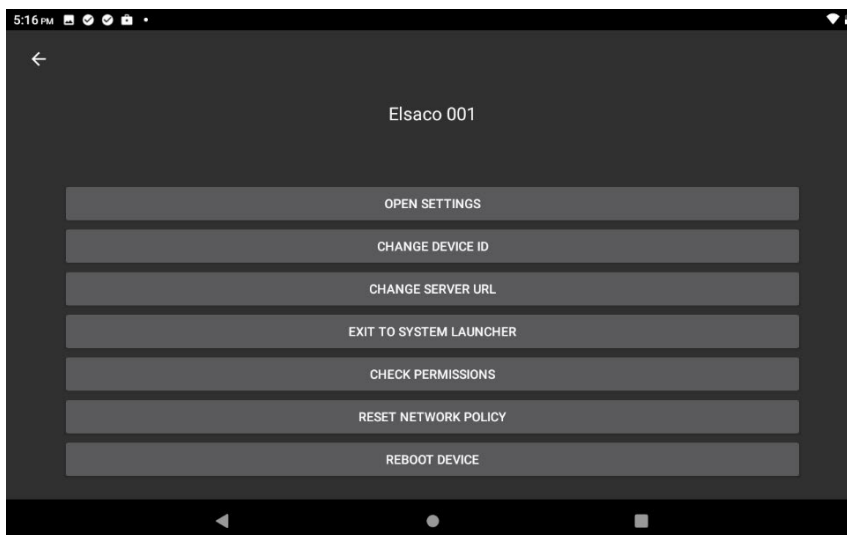 5:16 PM
Elsaco 001
OPEN SETTINGS
CHANGE DEVICE ID
CHANGE SERVER URL
EXIT TO SYSTEM LAUNCHER
CHECK PERMISSIONS
RESET NETWORK POLICY
REBOOT DEVICE